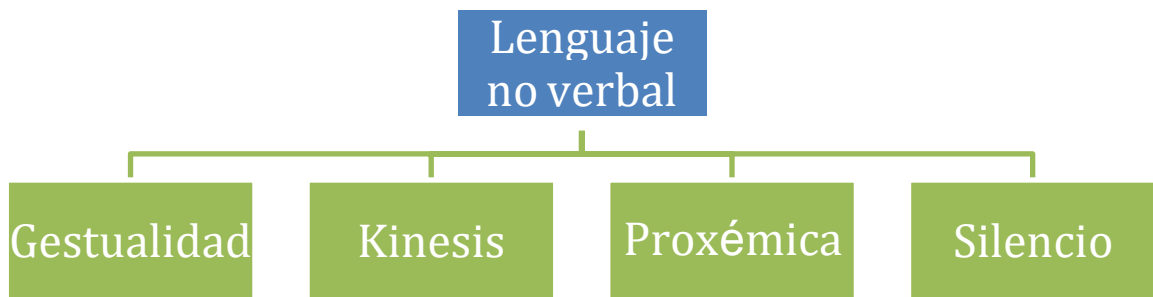 Lenguaje
no verbal
Gestualidad
Kinesis
Proxémica
Silencio